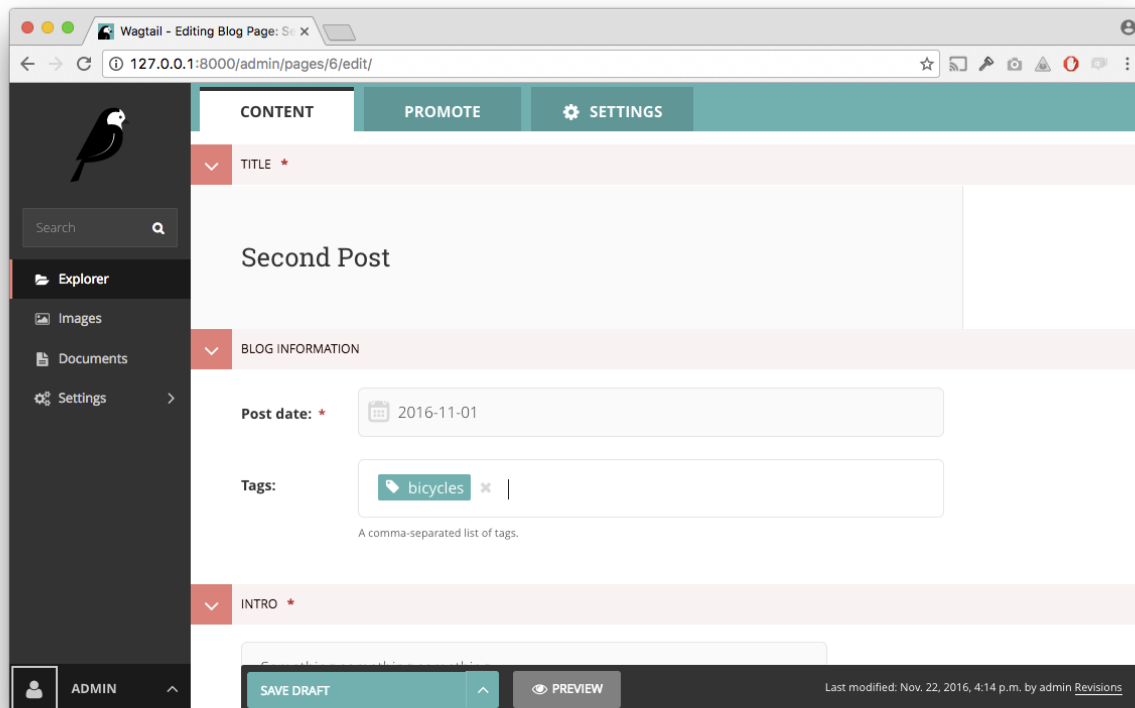 Wagtail - Editing Blog Page: Se
127.0.0.1:8000/admin/pages/6/edit/
CONTENT PROMOTE SETTINGS
TITLE *
Search
Second Post
Explorer
Images
Documents
Settings
BLOG INFORMATION
Post date: * 2016-11-01
Tags: bicycles
A comma-separated list of tags.
INTRO *
ADMIN
SAVE DRAFT
PREVIEW
Last modified: Nov. 22, 2016, 4:14 p.m. by admin Revisions